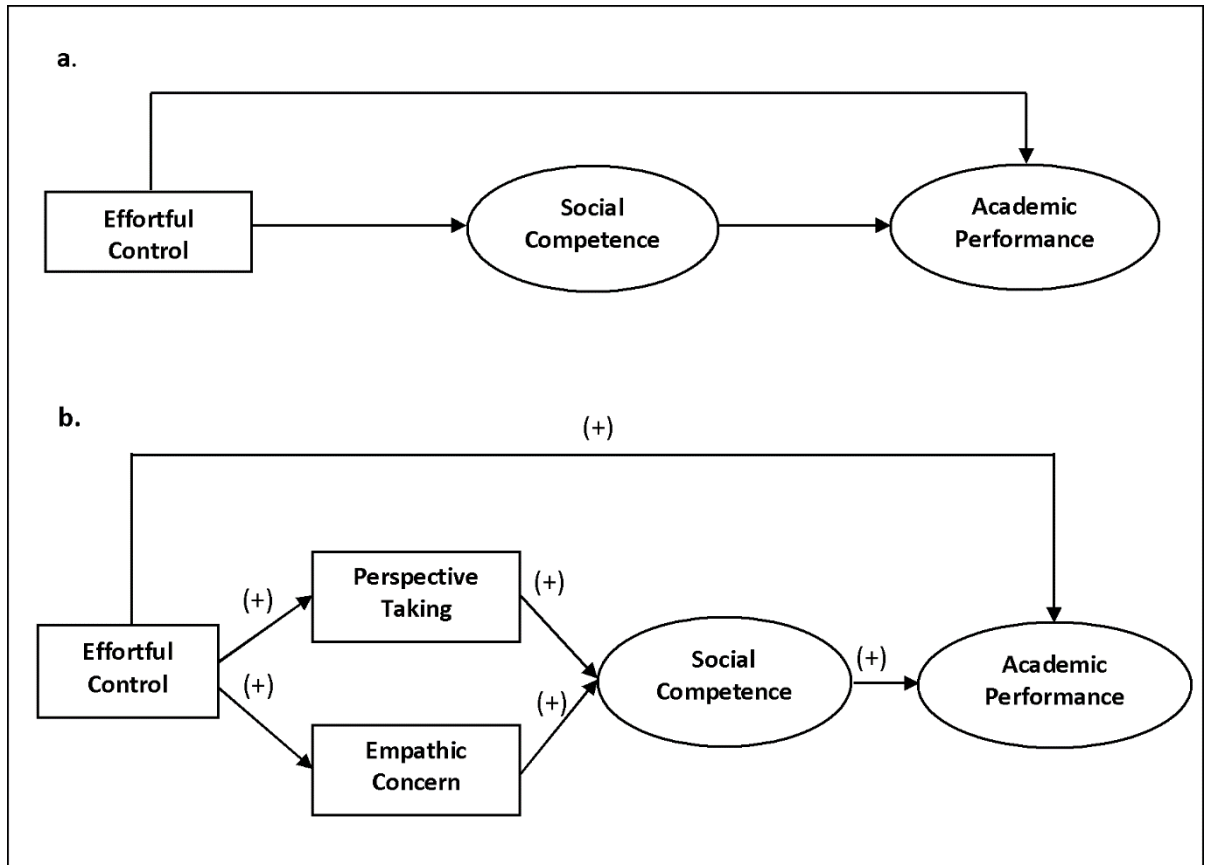 a.
Effortful
Control
Social
Competence
Academic
Performance
b.
(+)
Perspective
Taking
(+)
(+)
Effortful
Control
(+)
Social
Competence
(+)
Academic
Performance
(+)
Empathic
Concern